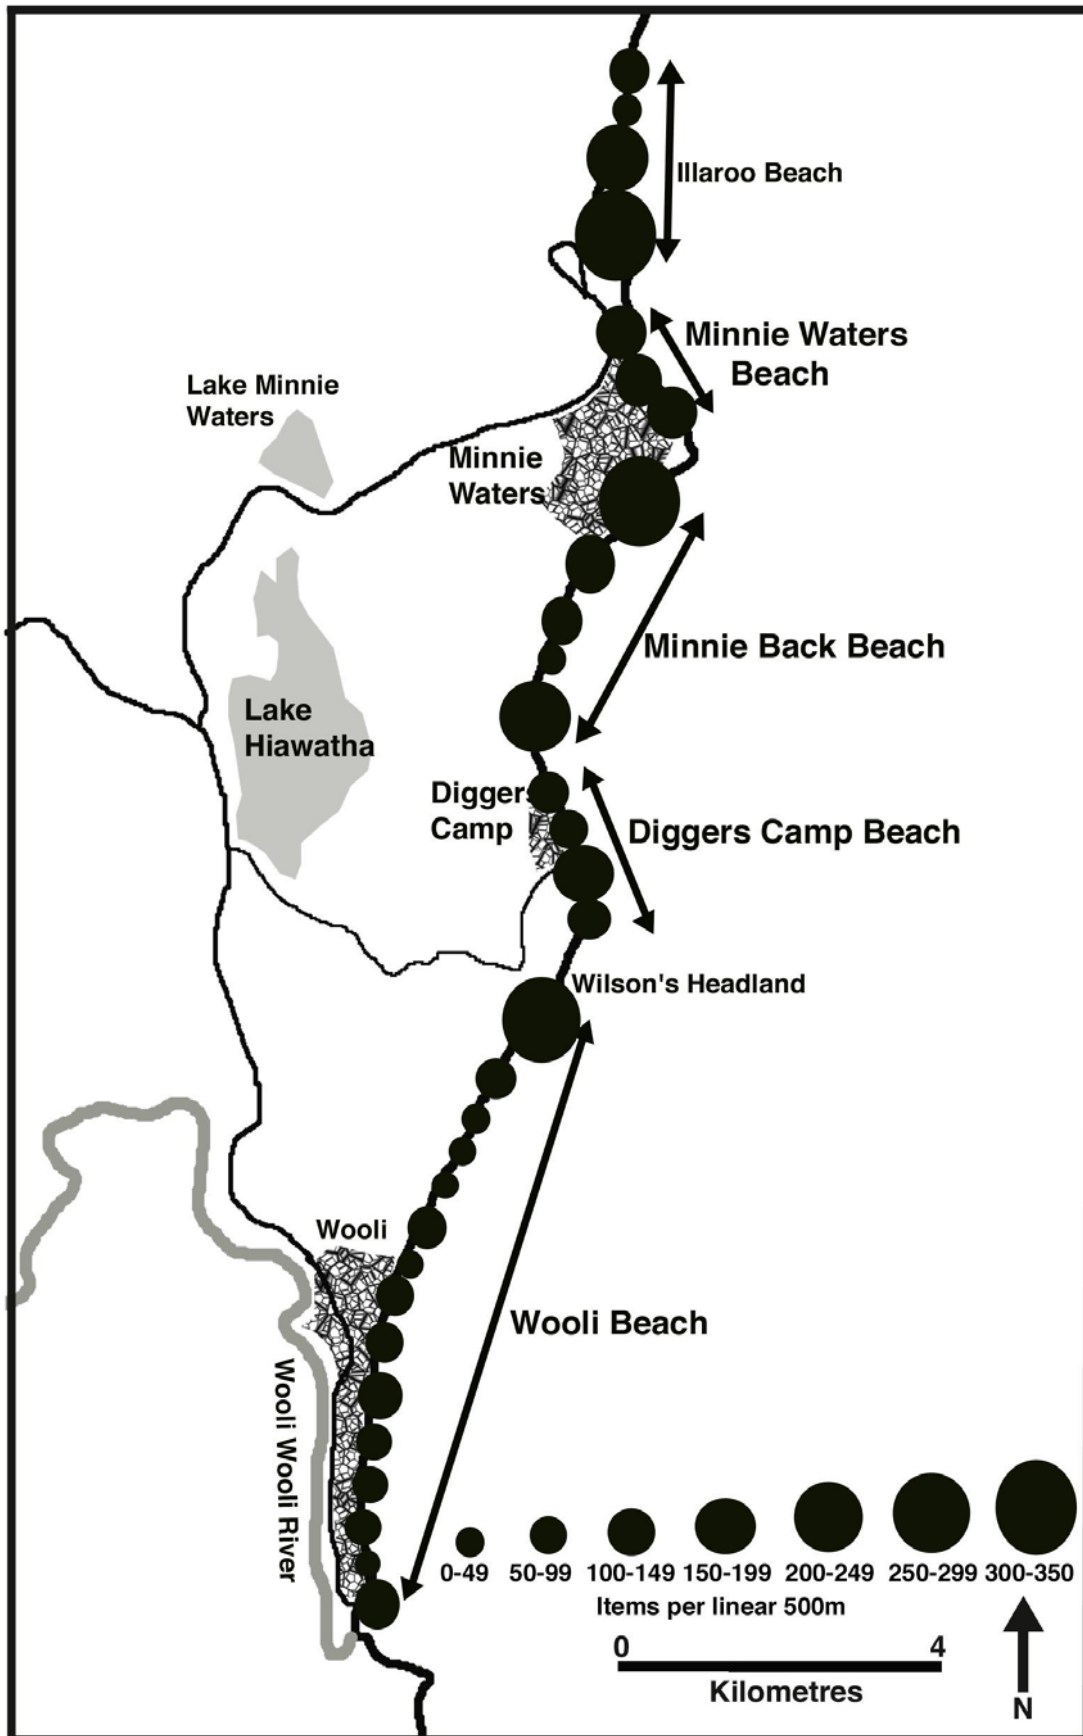 Illaroo Beach
Minnie Waters
Beach
Lake Minnie
Waters
Minnie
Waters
Minnie Back Beach
Lake
Hiawatha
Diggers
Camp
Diggers Camp Beach
Wilson's Headland
Wooli
Wooli Beach
Wooli Wooli River
0-49 50-99 100-149 150-199 200-249 250-299 300-350
Items per linear 500m
0 4
Kilometres
N